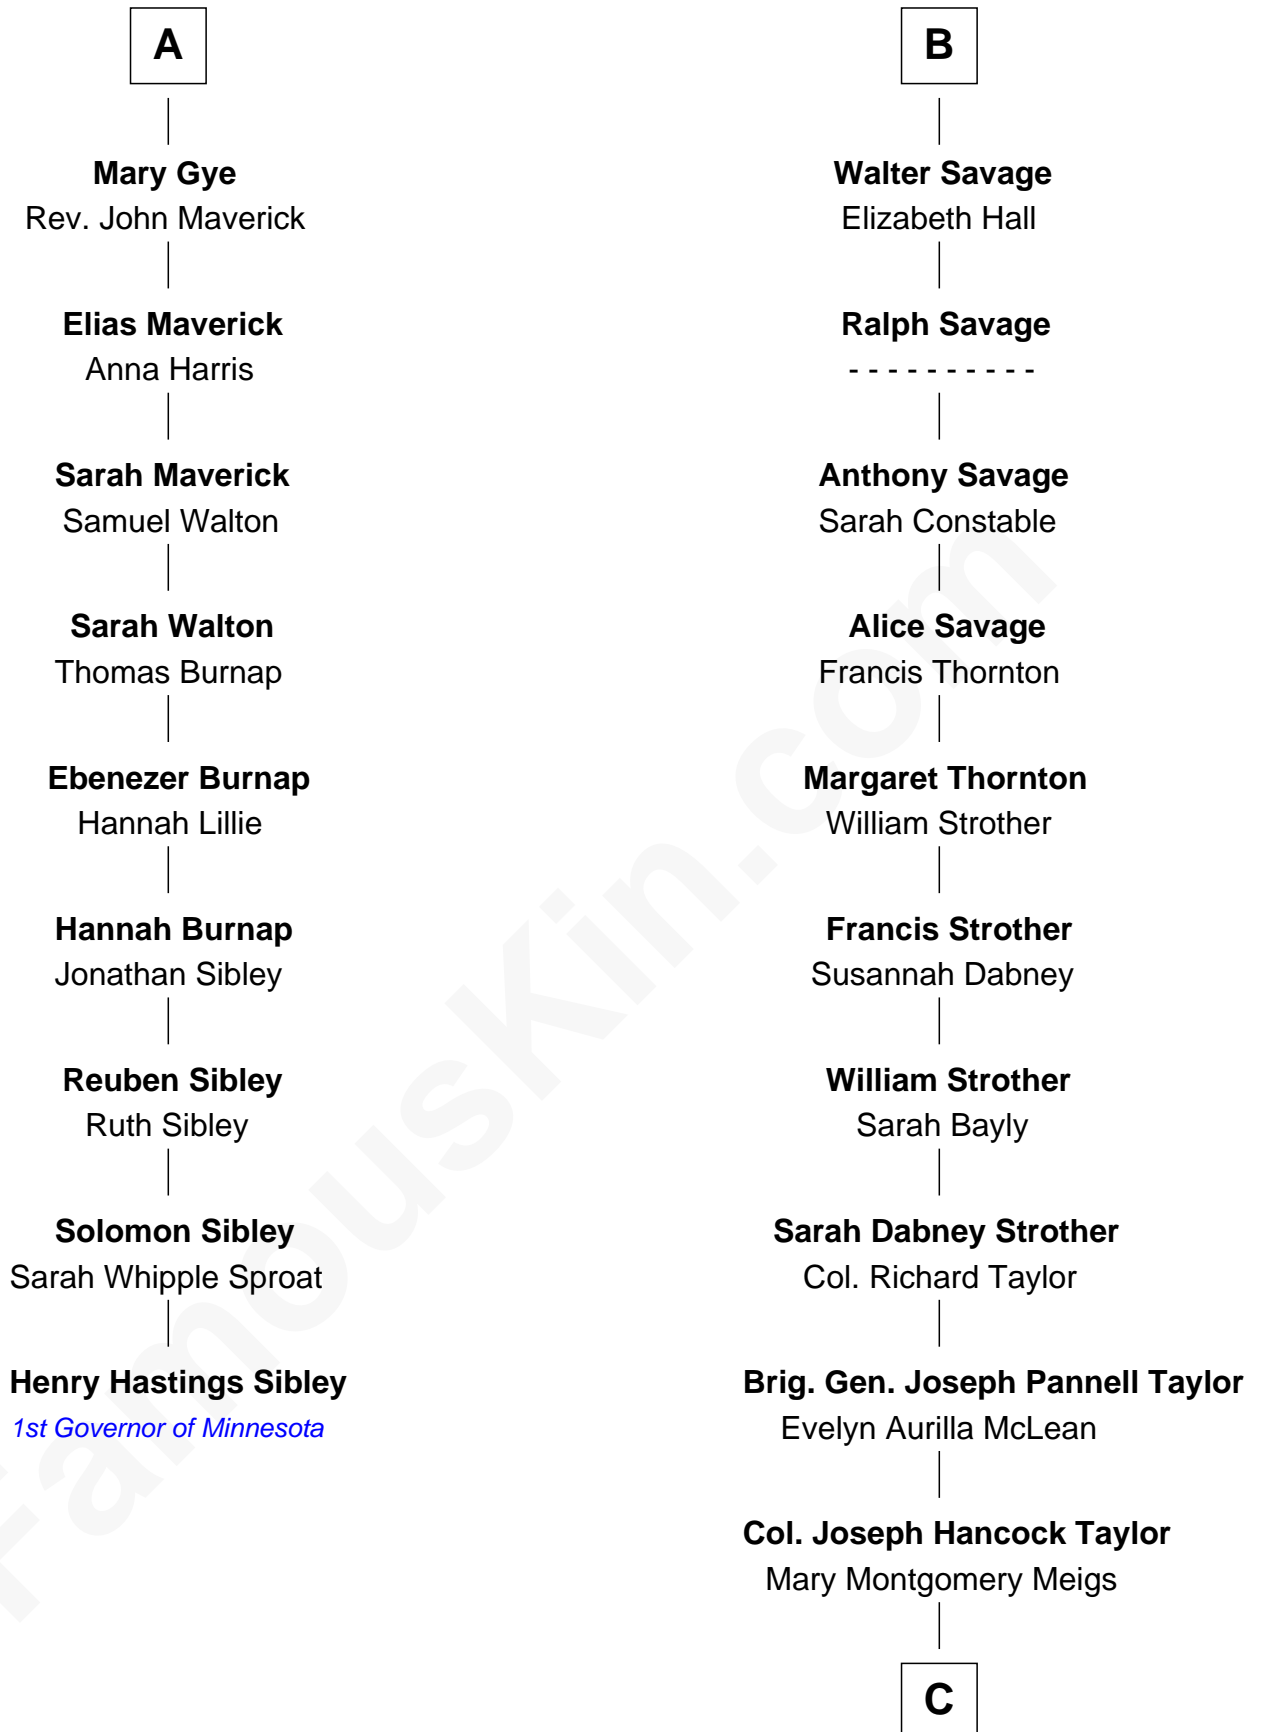 A
Mary Gye
Rev. John Maverick
Elias Maverick
Anna Harris
Sarah Maverick
Samuel Walton
Sarah Walton
Thomas Burnap
Ebenezer Burnap
Hannah Lillie
Hannah Burnap
Jonathan Sibley
Reuben Sibley
Ruth Sibley
Solomon Sibley
Sarah Whipple Sproat
Henry Hastings Sibley
1st Governor of Minnesota
B
Walter Savage
Elizabeth Hall
Ralph Savage
- - - - - - - - - -
Anthony Savage
Sarah Constable
Alice Savage
Francis Thornton
Margaret Thornton
William Strother
Francis Strother
Susannah Dabney
William Strother
Sarah Bayly
Sarah Dabney Strother
Col. Richard Taylor
Brig. Gen. Joseph Pannell Taylor
Evelyn Aurilla McLean
Col. Joseph Hancock Taylor
Mary Montgomery Meigs
C
FamousKin.com